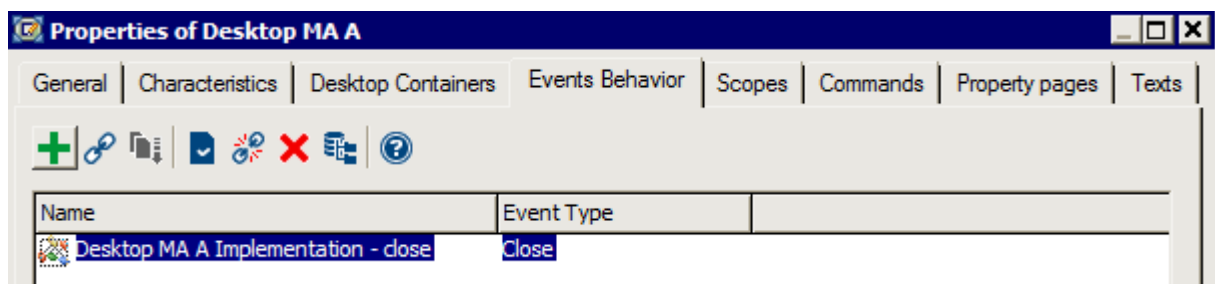 Properties of Desktop MA A
General Characteristics Desktop Containers Events Behavior Scopes Commands Property pages Texts
Name Event Type
Desktop MA A Implementation - close Close